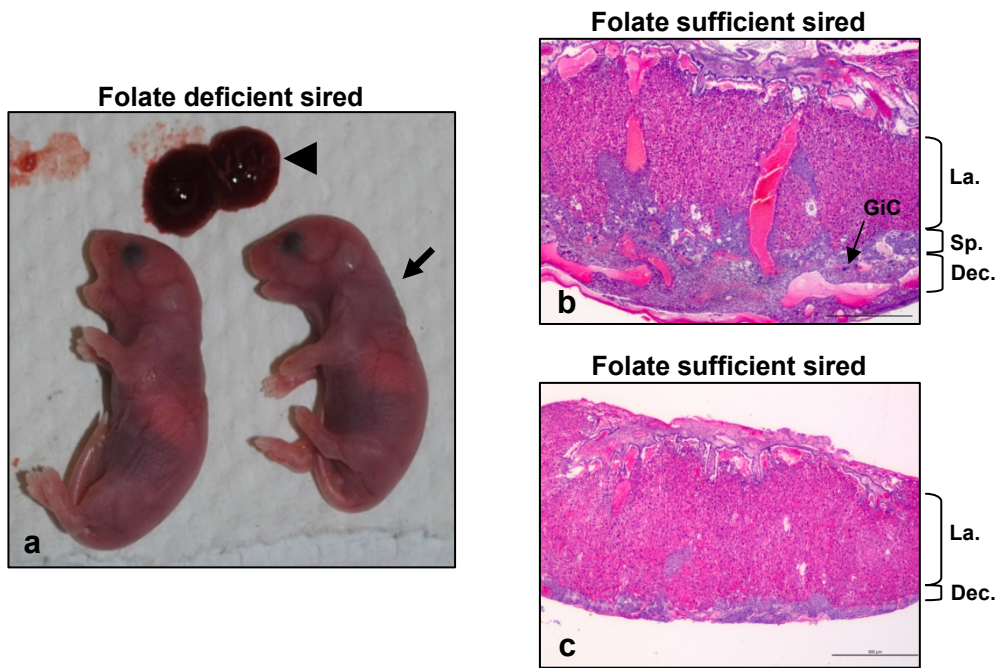 Folate deficient sired
a
Folate sufficient sired
La.
GiC
Sp.
Dec.
b
Folate sufficient sired
La.
Dec.
c